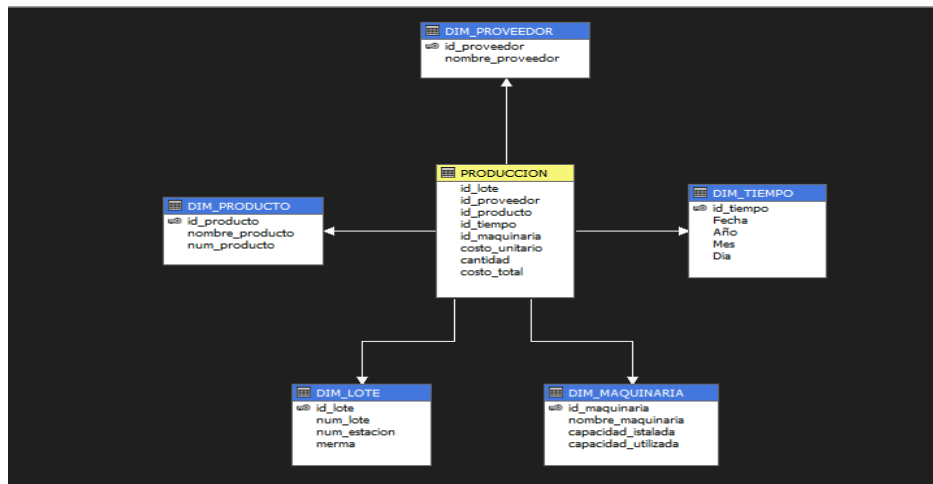 DIM_PROVEEDOR
id_proveedor
nombre_proveedor
PRODUCCION
id_lote
id_proveedor
id_producto
id_tiempo
id_maquinaria
costo_unitario
cantidad
costo_total
DIM_PRODUCTO
id_producto
nombre_producto
num_producto
DIM_TIEMPO
id_tiempo
Fecha
Año
Mes
Dia
DIM_LOTE
id_lote
num_lote
num_estacion
merma
DIM_MAQUINARIA
id_maquinaria
nombre_maquinaria
capacidad_istalada
capacidad_utilizada